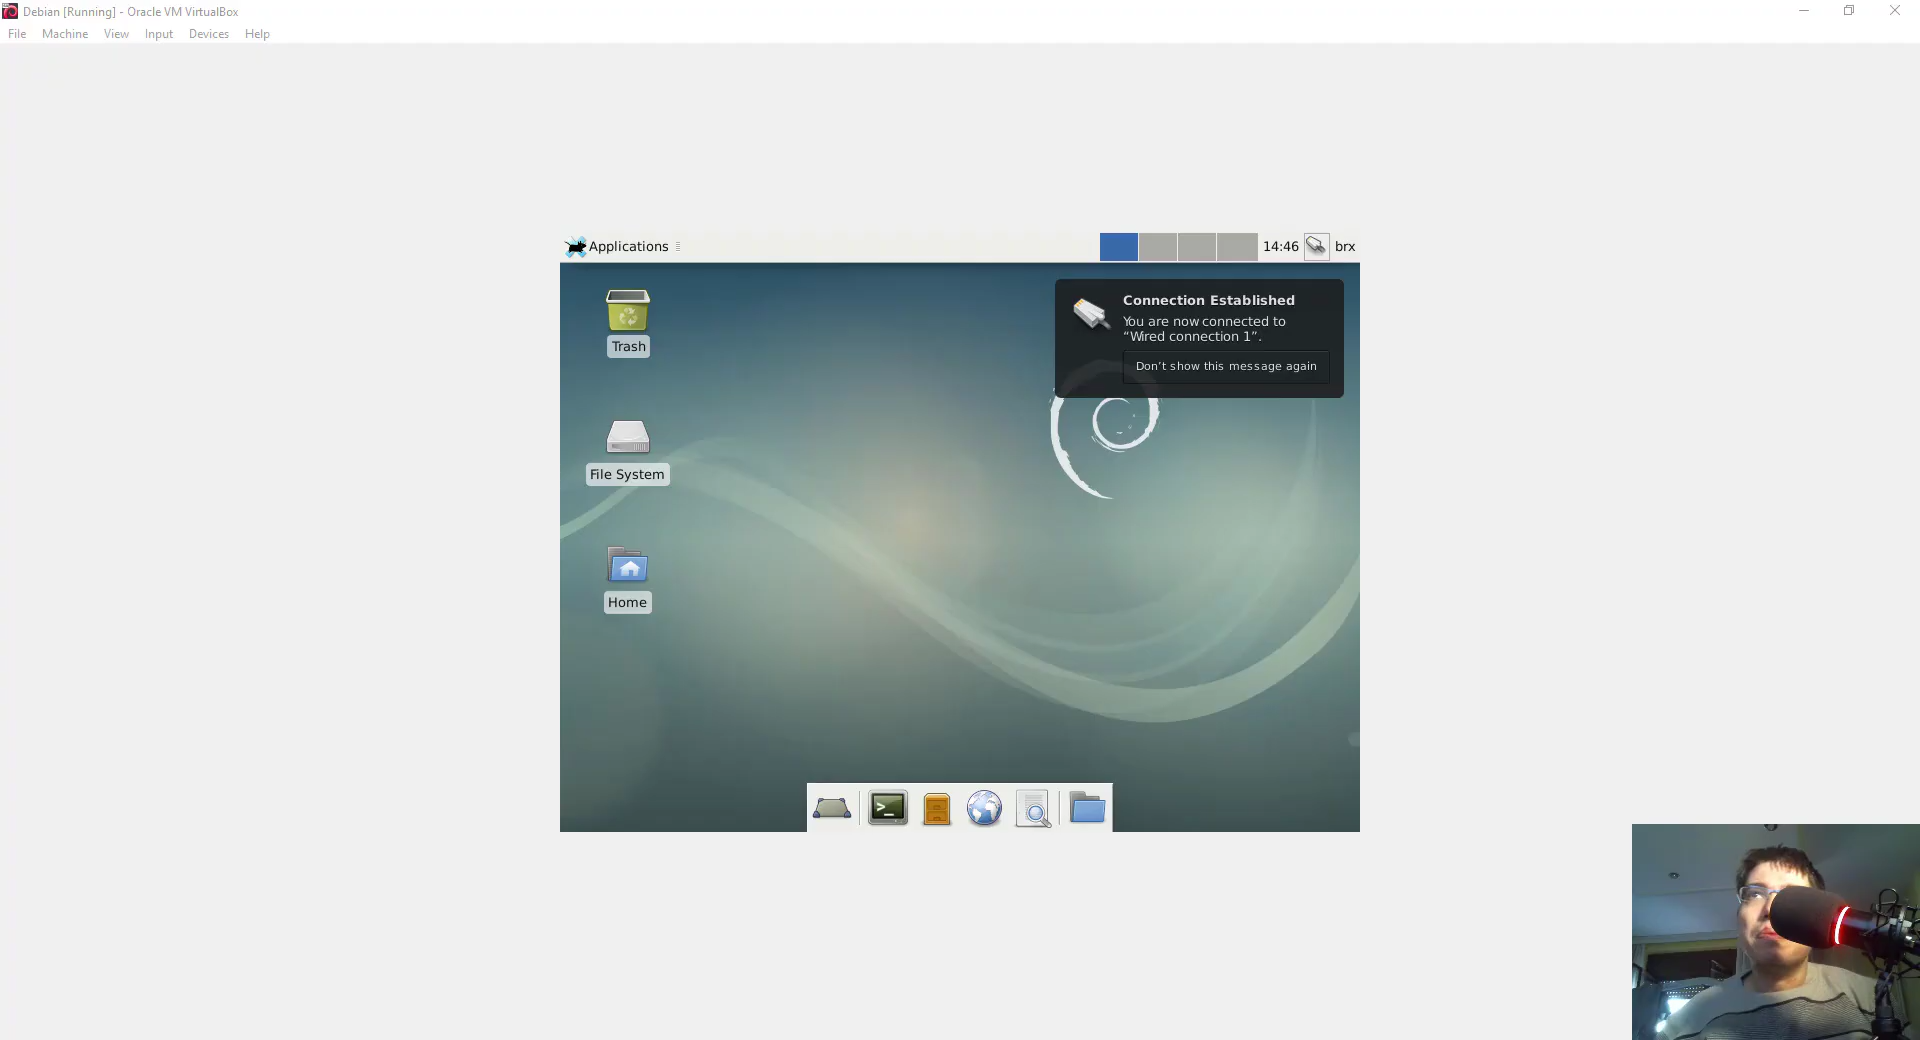 Debian [Running] - Oracle VM VirtualBox
File Machine View Input Devices Help
Applications 14:46 brx
Connection Established
You are now connected to
“Wired connection 1”.
Don’t show this message again
Trash
File System
Home
>_